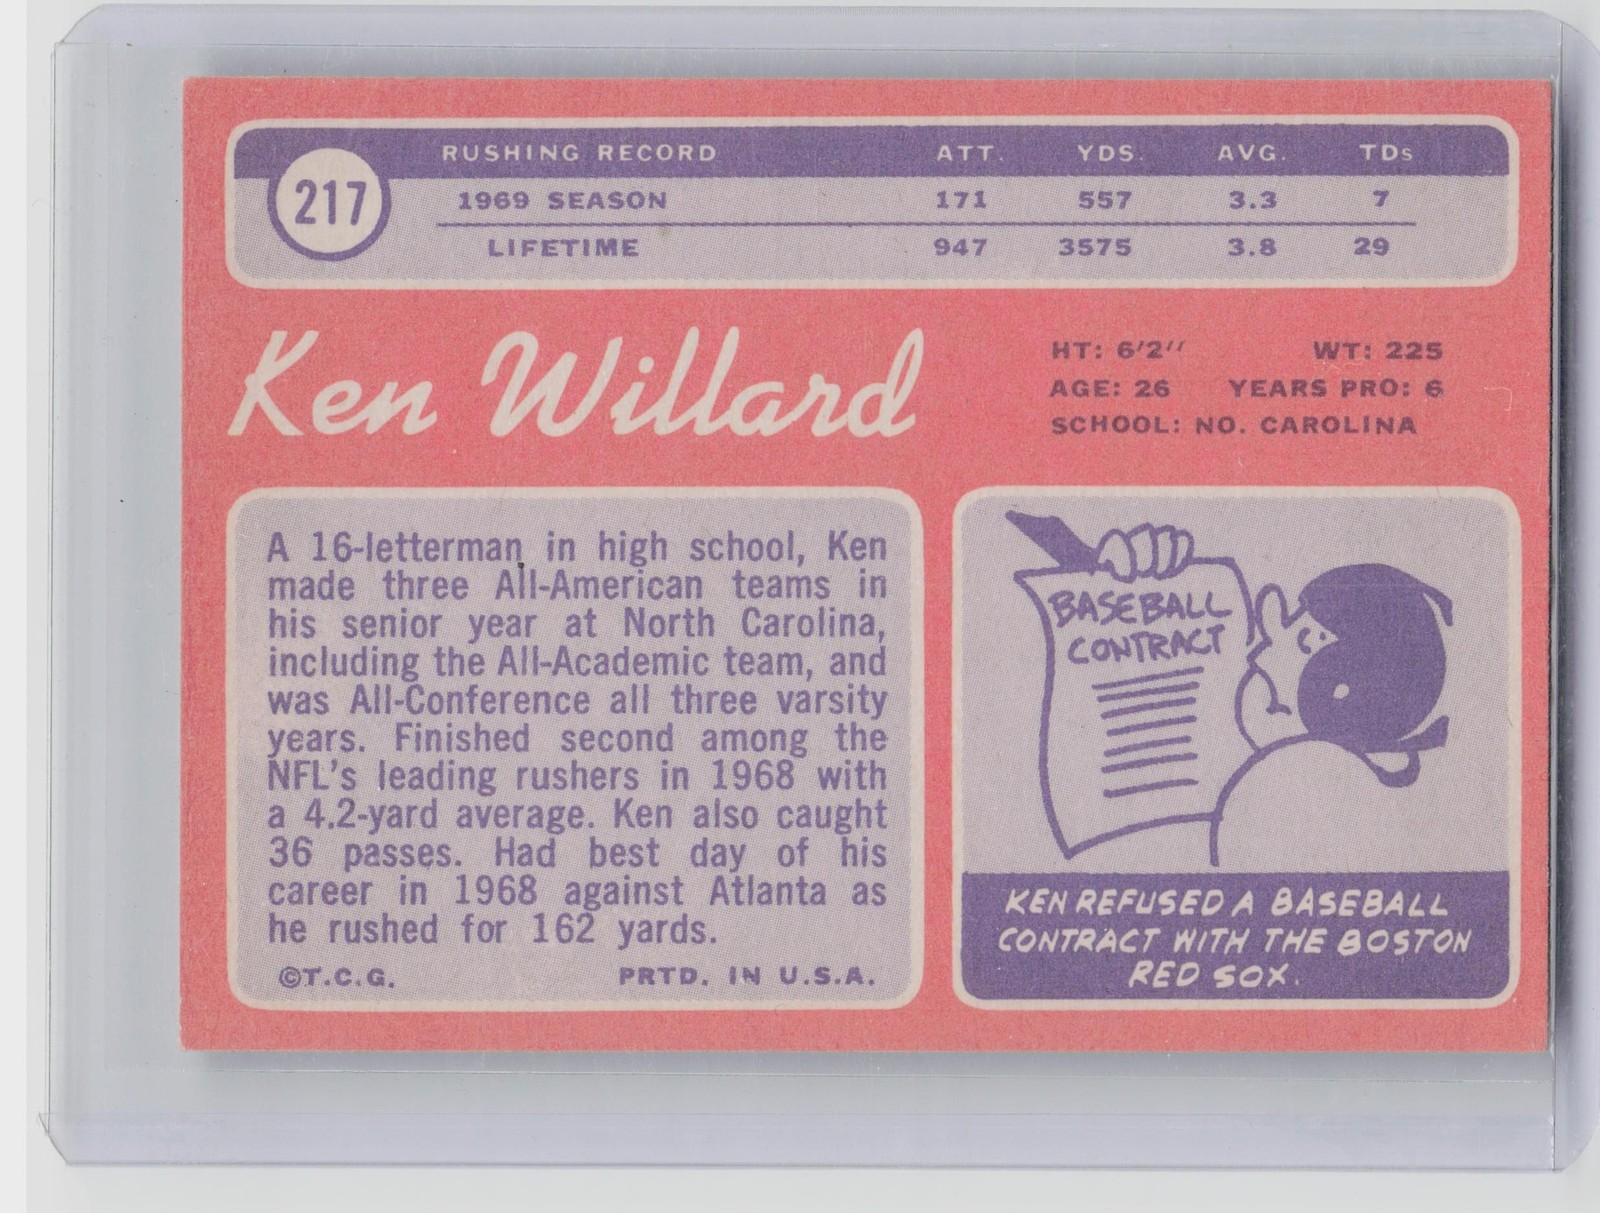 217
RUSHING RECORD ATT. YDS. AVG. TDs
1969 SEASON 171 557 3.3 7
LIFETIME 947 3575 3.8 29
Ken Willard
HT: 6'2" WT: 225
AGE: 26 YEARS PRO: 6
SCHOOL: NO. CAROLINA
A 16-letterman in high school, Ken
made three All-American teams in
his senior year at North Carolina,
including the All-Academic team, and
was All-Conference all three varsity
years. Finished second among the
NFL's leading rushers in 1968 with
a 4.2-yard average. Ken also caught
36 passes. Had best day of his
career in 1968 against Atlanta as
he rushed for 162 yards.
©T.C.G. PRTD. IN U.S.A.
BASEBALL
CONTRACT
KEN REFUSED A BASEBALL
CONTRACT WITH THE BOSTON
RED SOX.